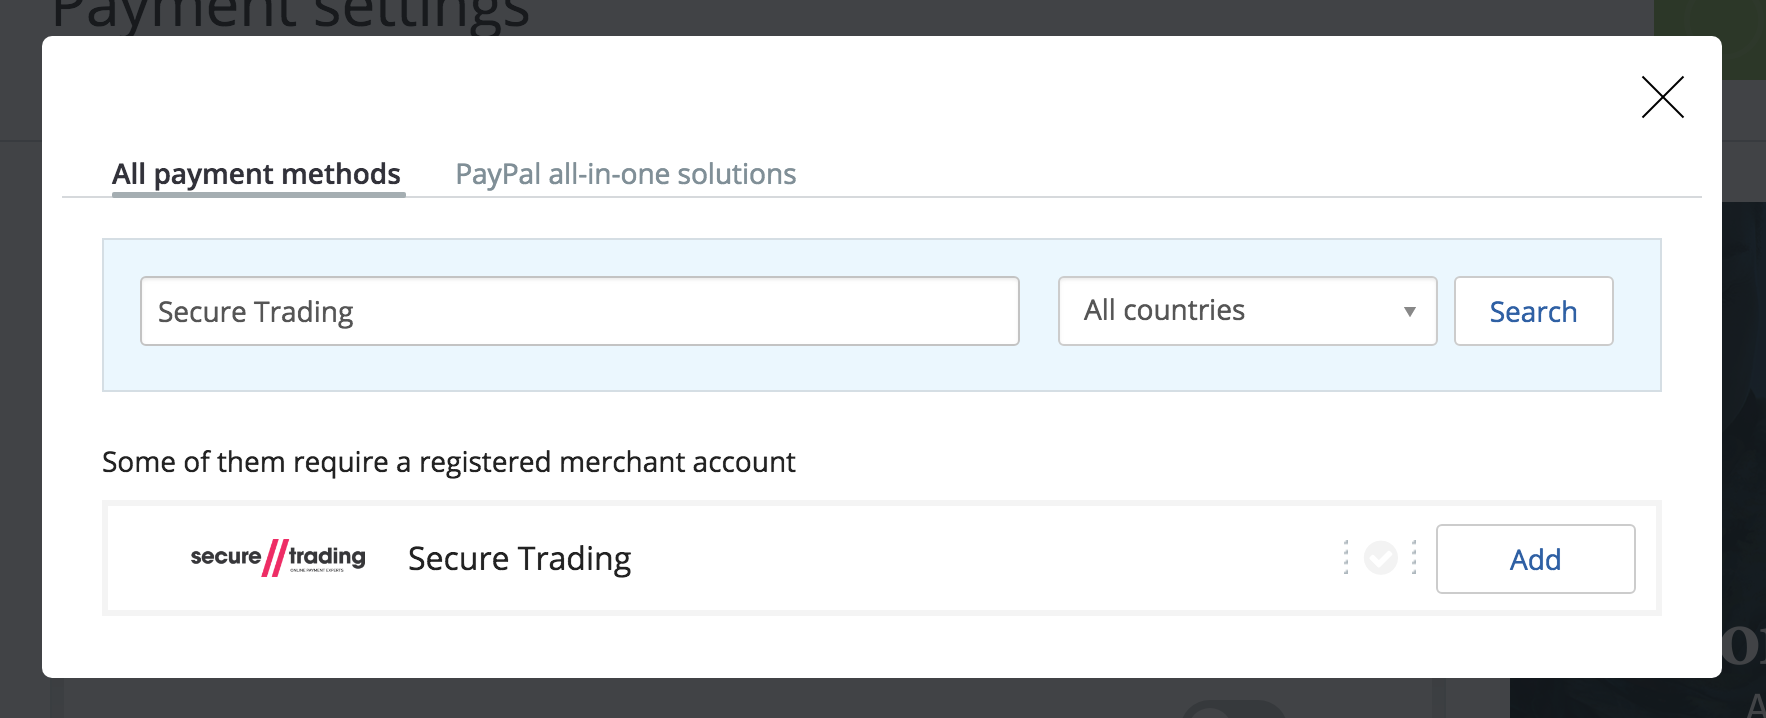 Payment settings
All payment methods
PayPal all-in-one solutions
Secure Trading
All countries
Search
Some of them require a registered merchant account
secure//trading
ONLINE PAYMENT EXPERTS
Secure Trading
Add